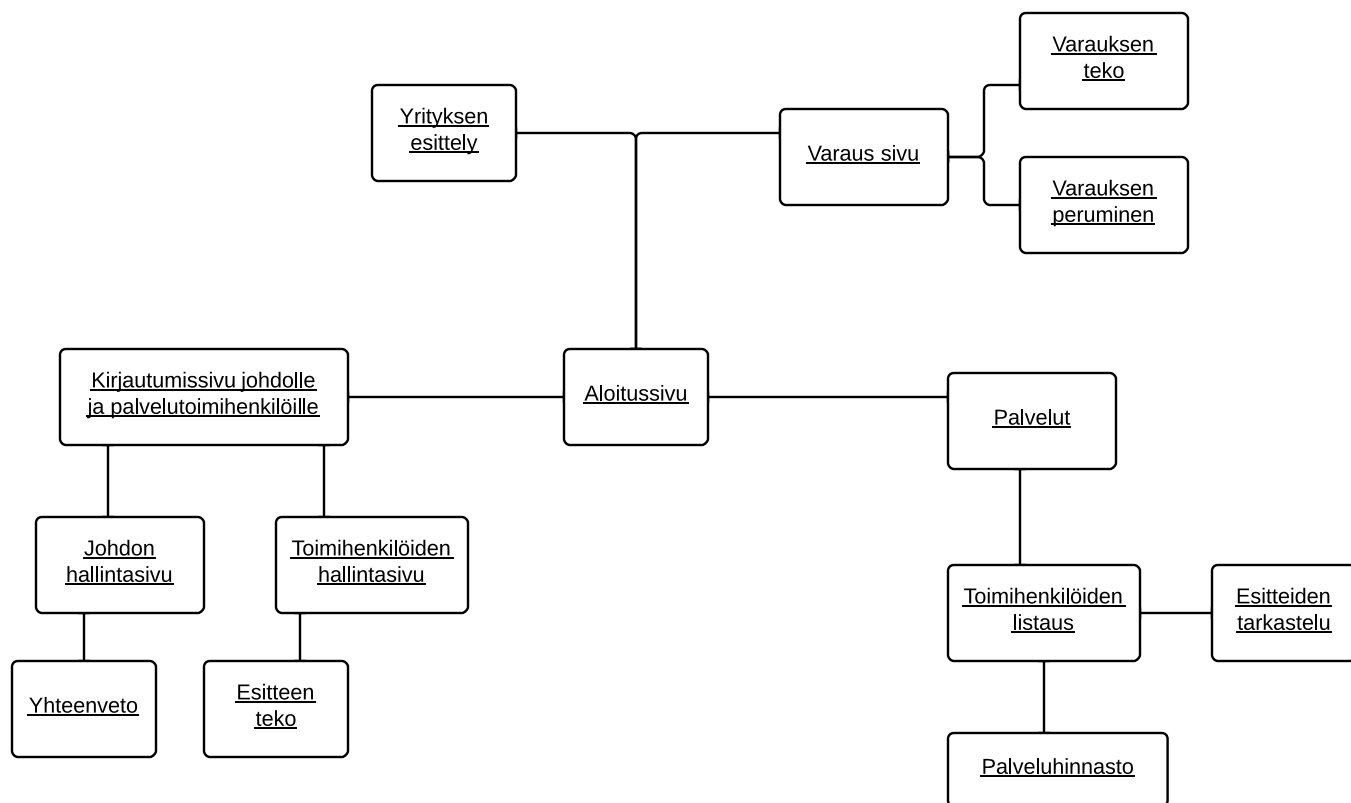 Varauksen
teko
Yrityksen
esittely
Varaus sivu
Varauksen
peruminen
Kirjautumissivu johdolle
ja palvelutoimihenkilöille
Aloitussivu
Palvelut
Johdon
hallintasivu
Toimihenkilöiden
hallintasivu
Toimihenkilöiden
listaus
Esitteiden
tarkastelu
Yhteenveto
Esitteen
teko
Palveluhinnasto